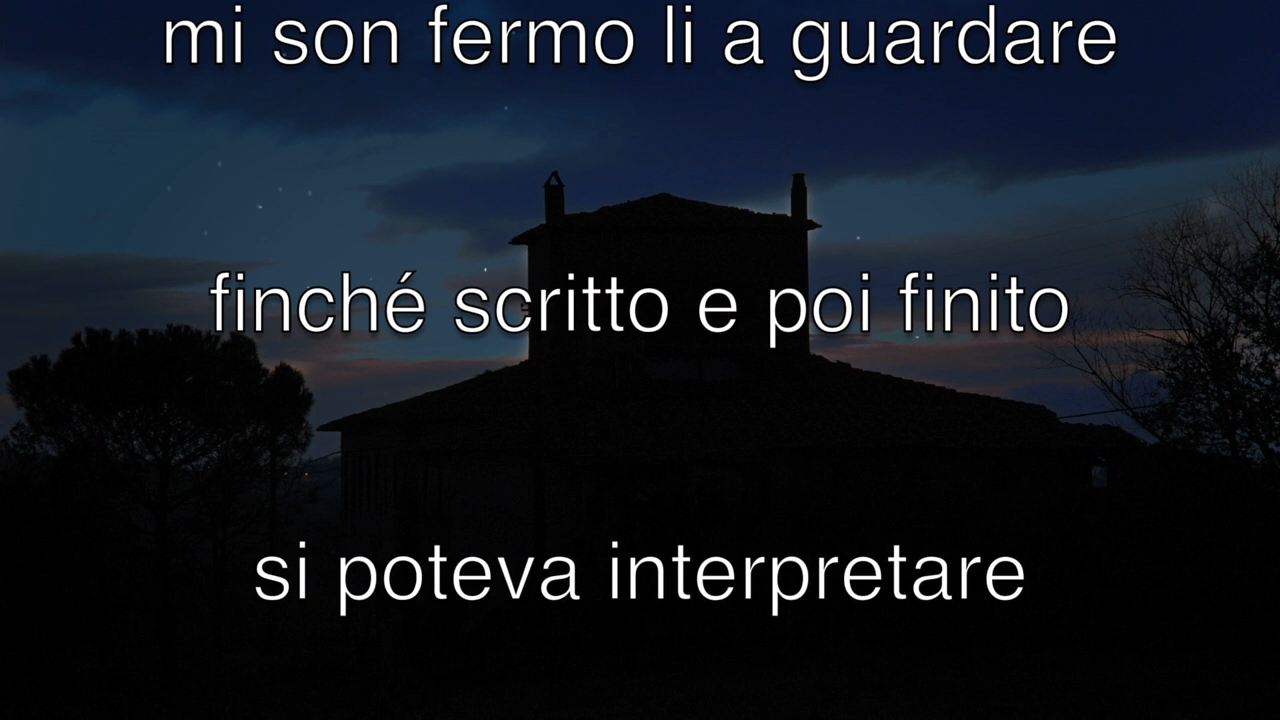 mi son fermo li a guardare
finché scritto e poi finito
si poteva interpretare